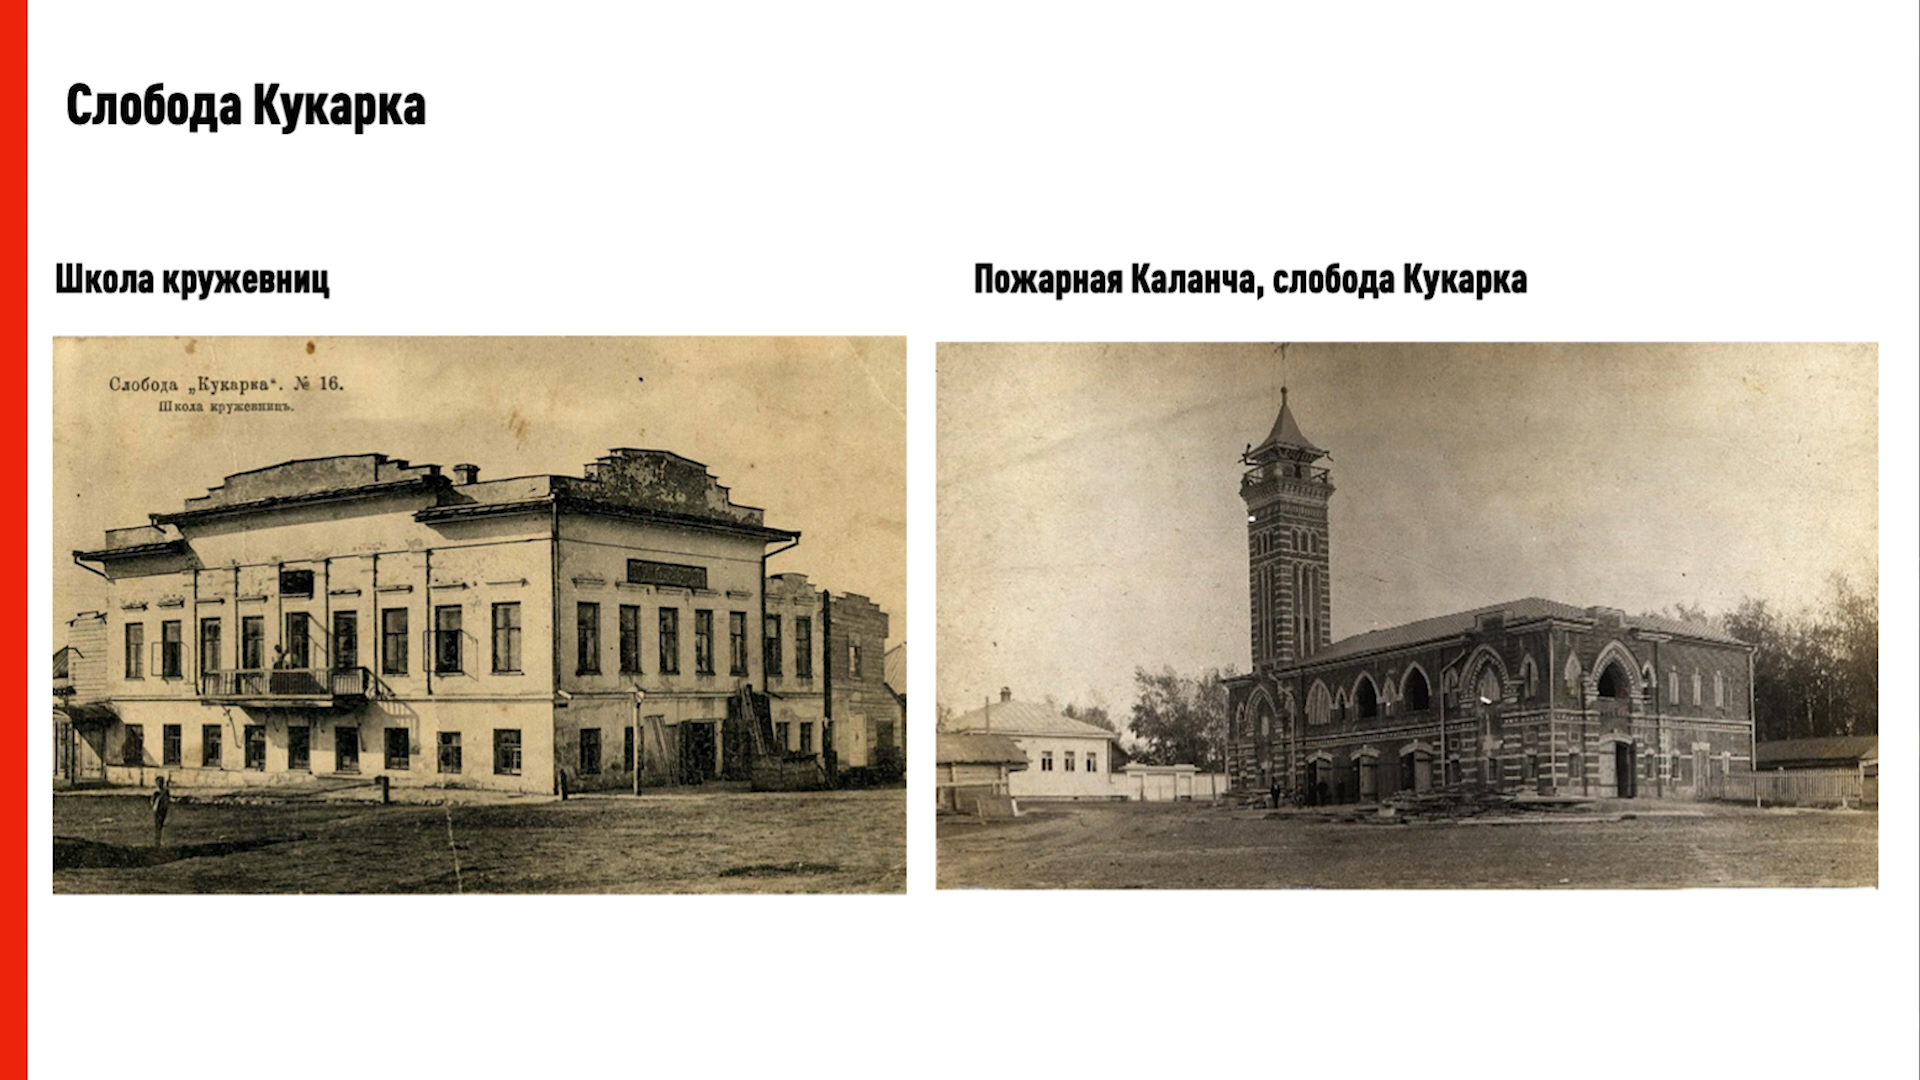 Слобода Кукарка
Школа кружевниц
Пожарная Каланча, слобода Кукарка
Слобода „Кукарка“. № 16.
Школа кружевницъ.